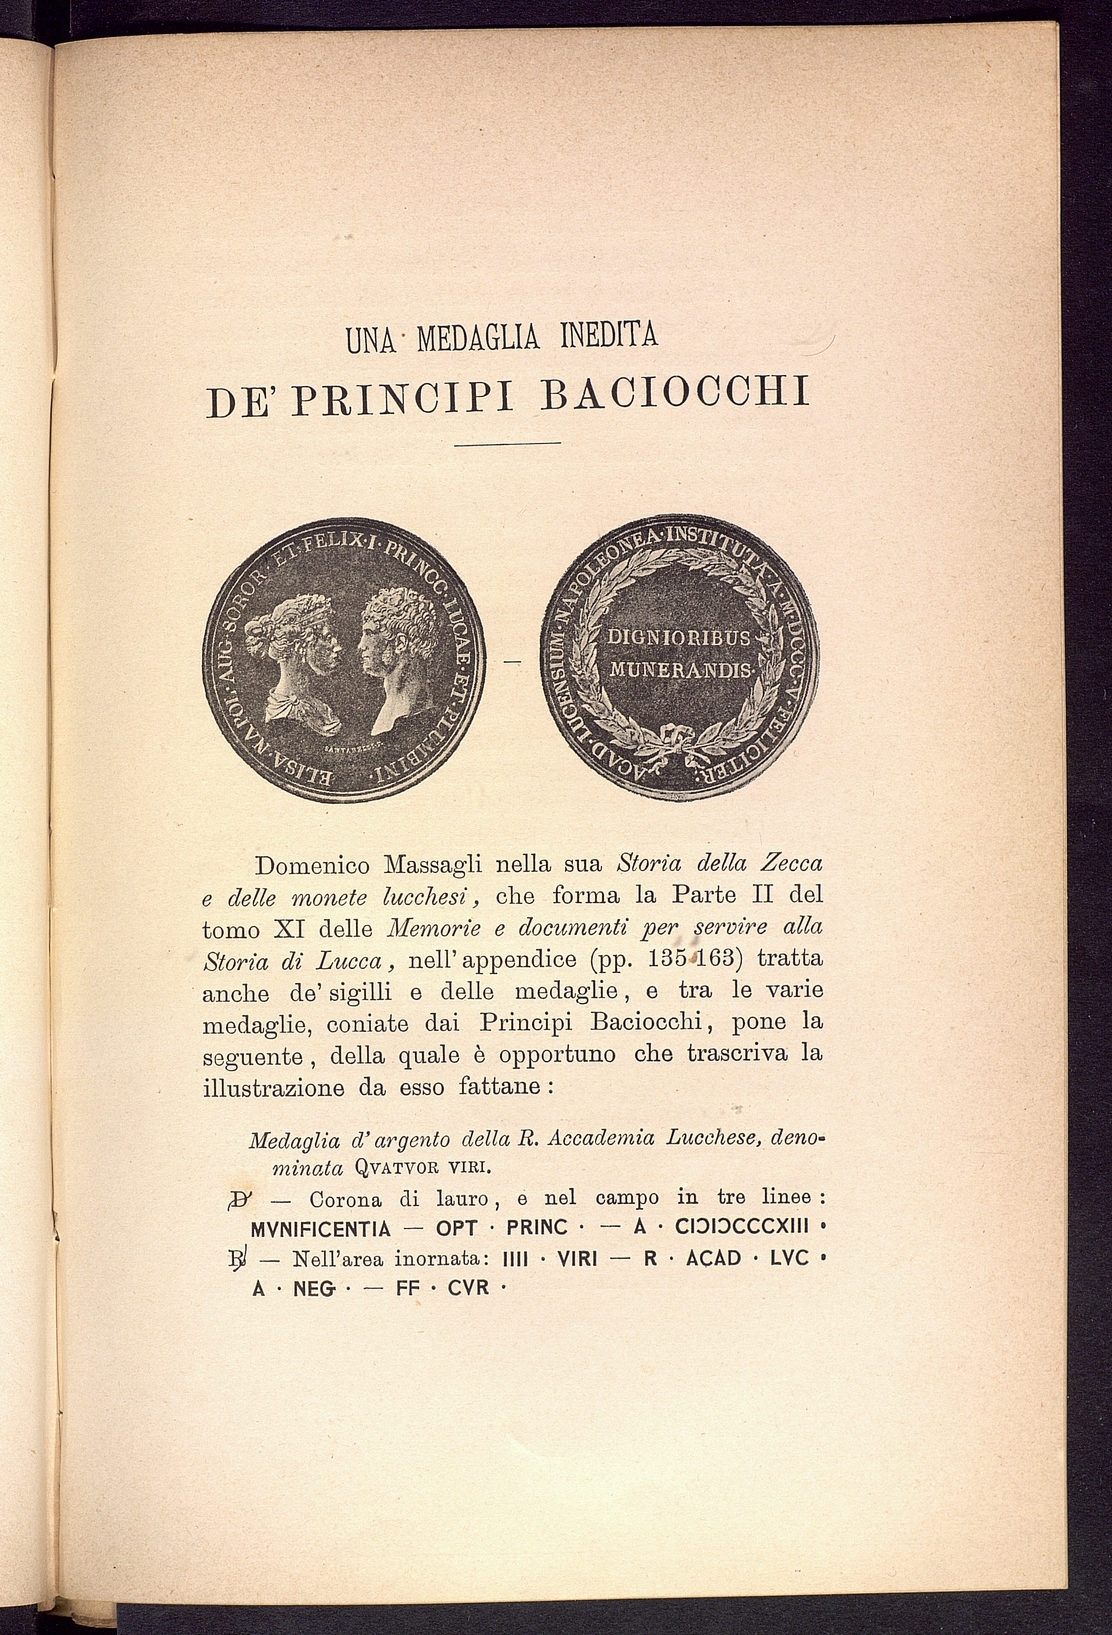 UNA MEDAGLIA INEDITA
DE' PRINCIPI BACIOCCHI
ELISA·NAPOL·AUG·SOROR·ET·FELIX·I·PRINCC·LUCAE·ET·PLUMBINI·
ACAD·LUCENSIUM·NAPOLEONEA·INSTITUTA·A·M·DCCC·V·FELICITER·
DIGNIORIBUS
MUNERANDIS·
Domenico Massagli nella sua Storia della Zecca
e delle monete lucchesi, che forma la Parte II del
tomo XI delle Memorie e documenti per servire alla
Storia di Lucca, nell'appendice (pp. 135-163) tratta
anche de' sigilli e delle medaglie, e tra le varie
medaglie, coniate dai Principi Baciocchi, pone la
seguente, della quale è opportuno che trascriva la
illustrazione da esso fattane:
Medaglia d'argento della R. Accademia Lucchese, deno-
minata QVATVOR VIRI.
D' — Corona di lauro, e nel campo in tre linee:
MVNIFICENTIA — OPT · PRINC · — A · CIↃIↃCCCXIII ·
R/ — Nell'area inornata: IIII · VIRI — R · ACAD · LVC ·
A · NEG · — FF · CVR ·